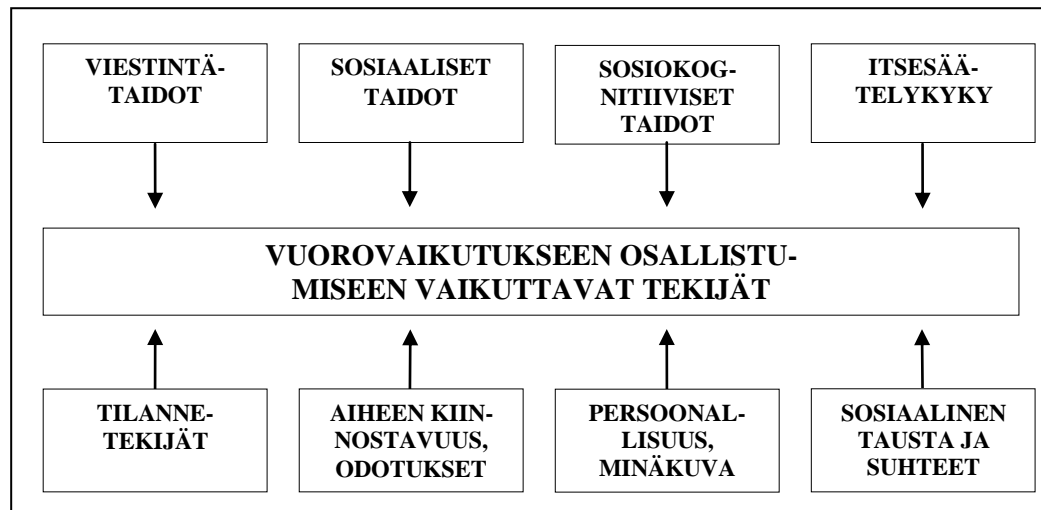 VIESTINTÄ-
TAIDOT
SOSIAALISET
TAIDOT
SOSIOKOG-
NITIIVISET
TAIDOT
ITSESÄÄ-
TELYKYKY
VUOROVAIKUTUKSEEN OSALLISTU-
MISEEN VAIKUTTAVAT TEKIJÄT
TILANNE-
TEKIJÄT
AIHEEN KIIN-
NOSTAVUUS,
ODOTUKSET
PERSOONAL-
LISUUS,
MINÄKUVA
SOSIAALINEN
TAUSTA JA
SUHTEET